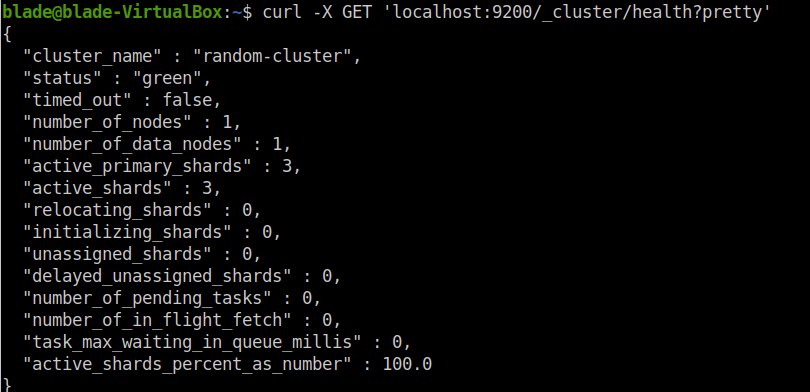 blade@blade-VirtualBox:~$ curl -X GET 'localhost:9200/_cluster/health?pretty'
{
  "cluster_name" : "random-cluster",
  "status" : "green",
  "timed_out" : false,
  "number_of_nodes" : 1,
  "number_of_data_nodes" : 1,
  "active_primary_shards" : 3,
  "active_shards" : 3,
  "relocating_shards" : 0,
  "initializing_shards" : 0,
  "unassigned_shards" : 0,
  "delayed_unassigned_shards" : 0,
  "number_of_pending_tasks" : 0,
  "number_of_in_flight_fetch" : 0,
  "task_max_waiting_in_queue_millis" : 0,
  "active_shards_percent_as_number" : 100.0
}